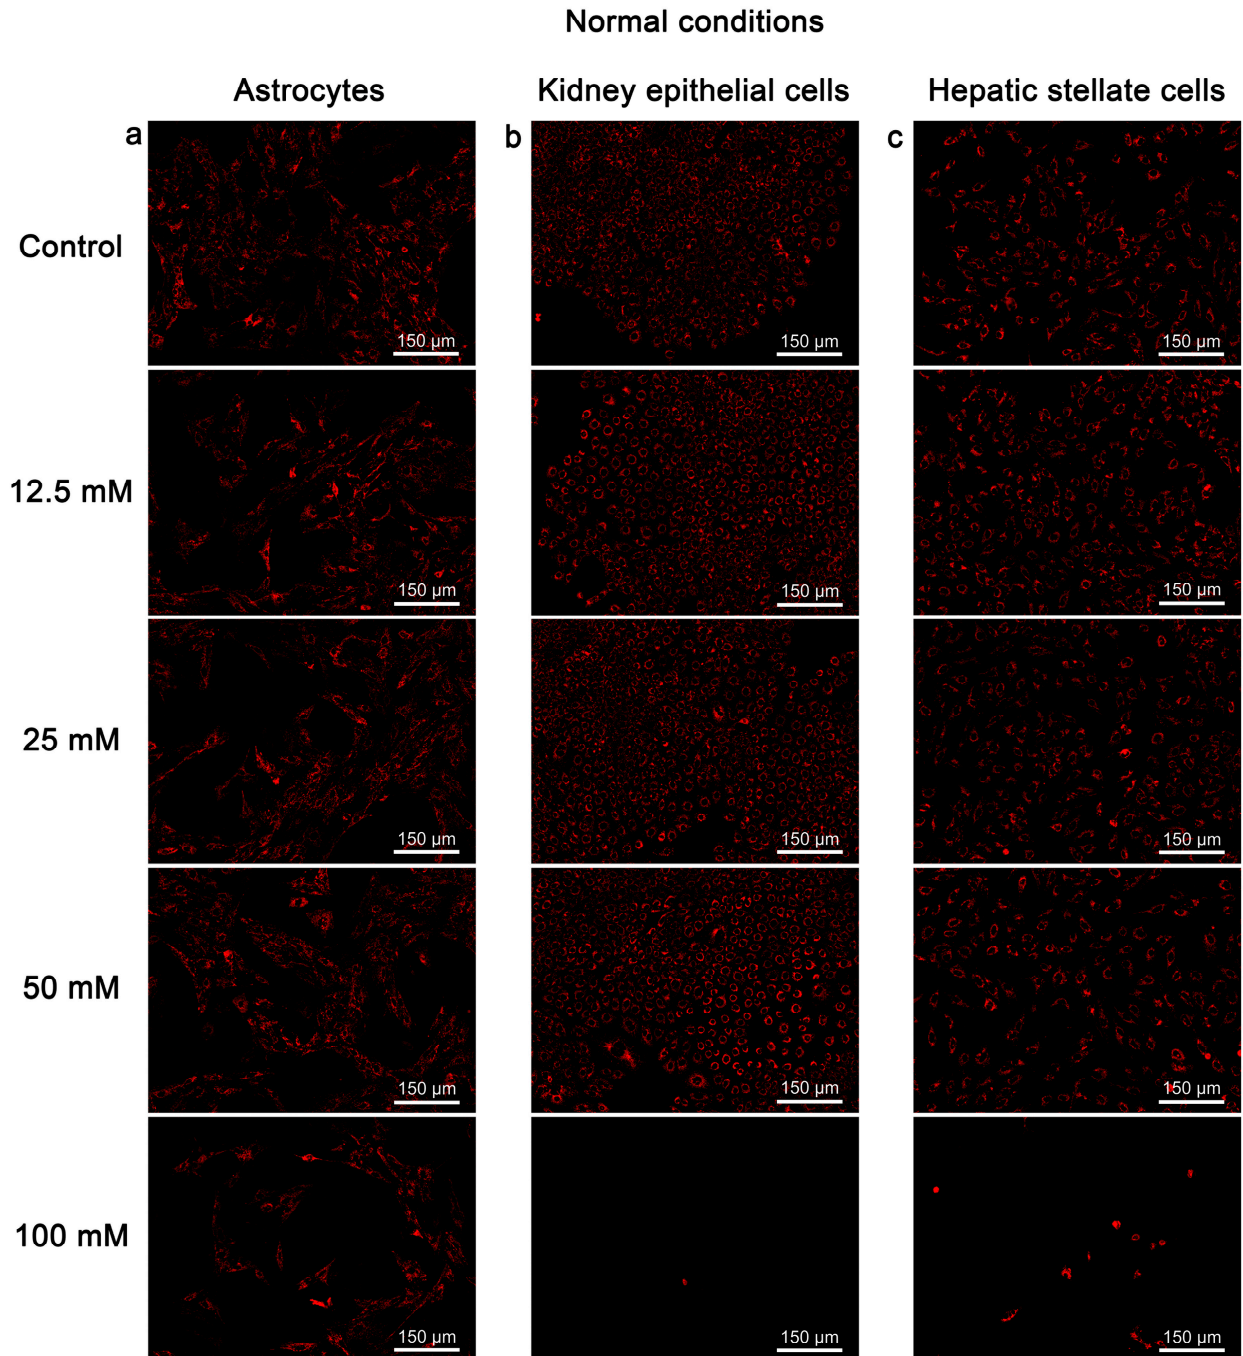 Normal conditions
Astrocytes Kidney epithelial cells Hepatic stellate cells
a b c
Control
150 µm 150 µm 150 µm
12.5 mM
150 µm 150 µm 150 µm
25 mM
150 µm 150 µm 150 µm
50 mM
150 µm 150 µm 150 µm
100 mM
150 µm 150 µm 150 µm